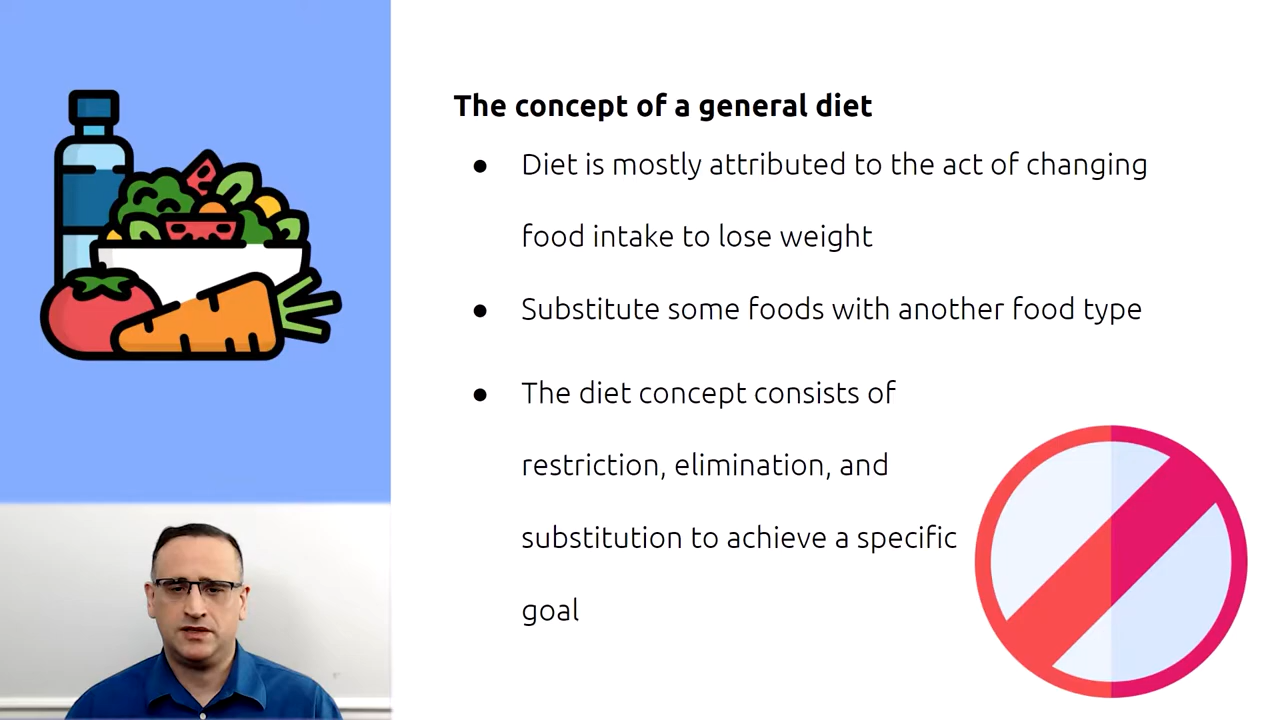 The concept of a general diet
● Diet is mostly attributed to the act of changing
food intake to lose weight
● Substitute some foods with another food type
● The diet concept consists of
restriction, elimination, and
substitution to achieve a specific
goal